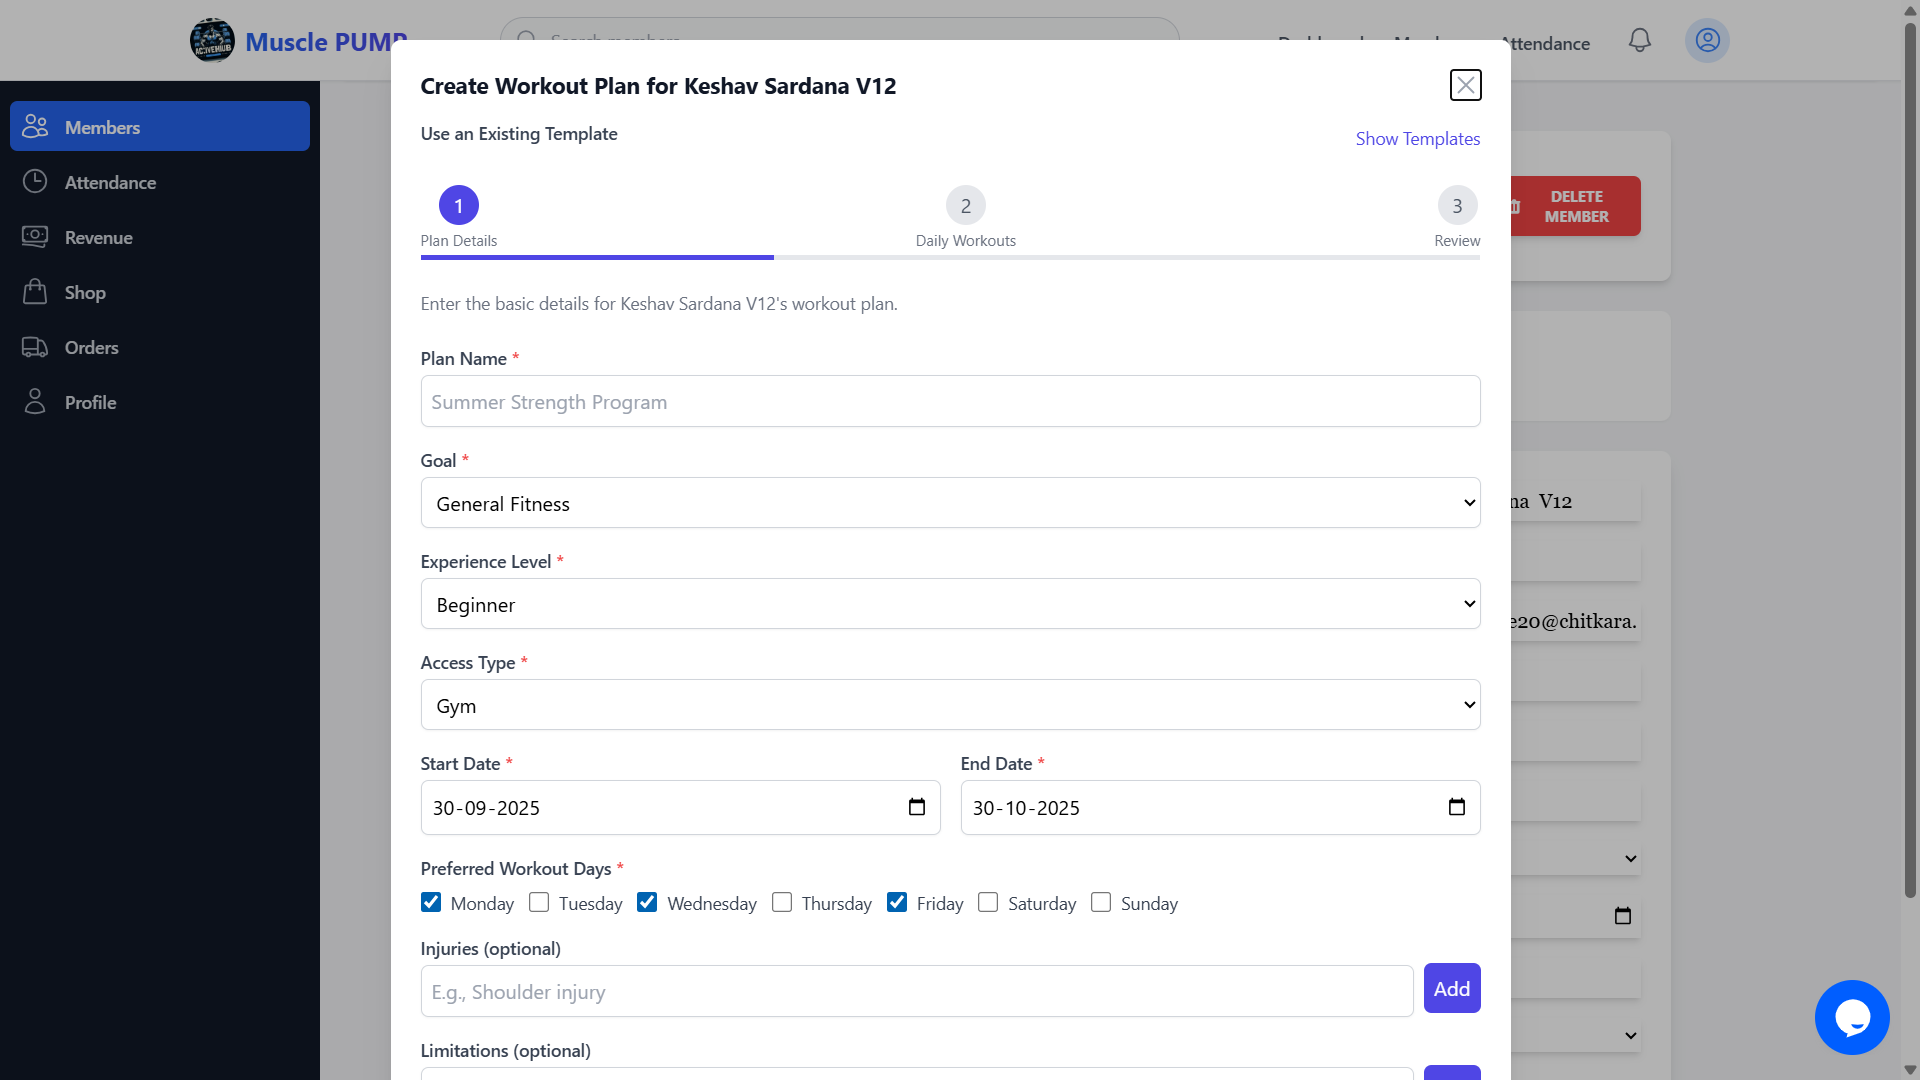 Muscle PUMP
Create Workout Plan for Keshav Sardana V12
Use an Existing Template
Show Templates
Attendance
Members
Attendance
Revenue
Shop
Orders
Profile
1
2
3
Plan Details
Daily Workouts
Review
DELETE
MEMBER
Enter the basic details for Keshav Sardana V12's workout plan.
Plan Name *
Summer Strength Program
Goal *
General Fitness
Experience Level *
Beginner
Access Type *
Gym
Start Date *
End Date *
30-09-2025
30-10-2025
Preferred Workout Days *
Monday
Tuesday
Wednesday
Thursday
Friday
Saturday
Sunday
Injuries (optional)
E.g., Shoulder injury
Add
Limitations (optional)
na V12
e20@chitkara.